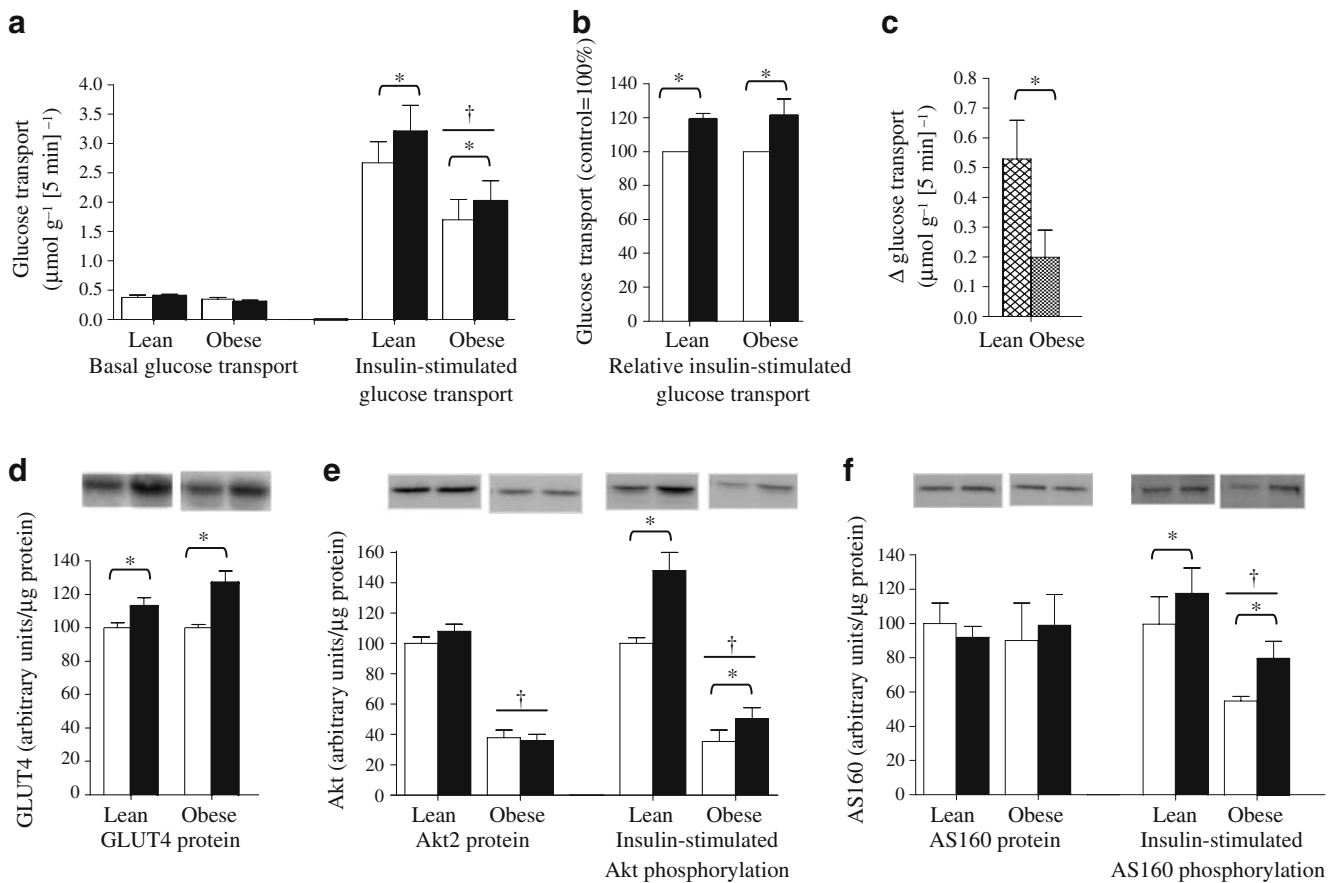 a
Glucose transport
(μmol g⁻¹ [5 min]⁻¹
4.0
3.5
3.0
2.5
2.0
1.5
1.0
0.5
0.0
*
†
*
Lean Obese Lean Obese
Basal glucose transport Insulin-stimulated
glucose transport
b
Glucose transport (control=100%)
140
120
100
80
60
40
20
0
* *
Lean Obese
Relative insulin-stimulated
glucose transport
c
Δ glucose transport
(μmol g⁻¹ [5 min]⁻¹
0.8
0.7
0.6
0.5
0.4
0.3
0.2
0.1
0.0
*
Lean Obese
d
GLUT4 (arbitrary units/μg protein)
140
120
100
80
60
40
20
0
* *
Lean Obese
GLUT4 protein
e
Akt (arbitrary units/μg protein)
160
140
120
100
80
60
40
20
0
†
*
†
*
Lean Obese Lean Obese
Akt2 protein Insulin-stimulated
Akt phosphorylation
f
AS160 (arbitrary units/μg protein)
140
120
100
80
60
40
20
0
*
†
*
Lean Obese Lean Obese
AS160 protein Insulin-stimulated
AS160 phosphorylation